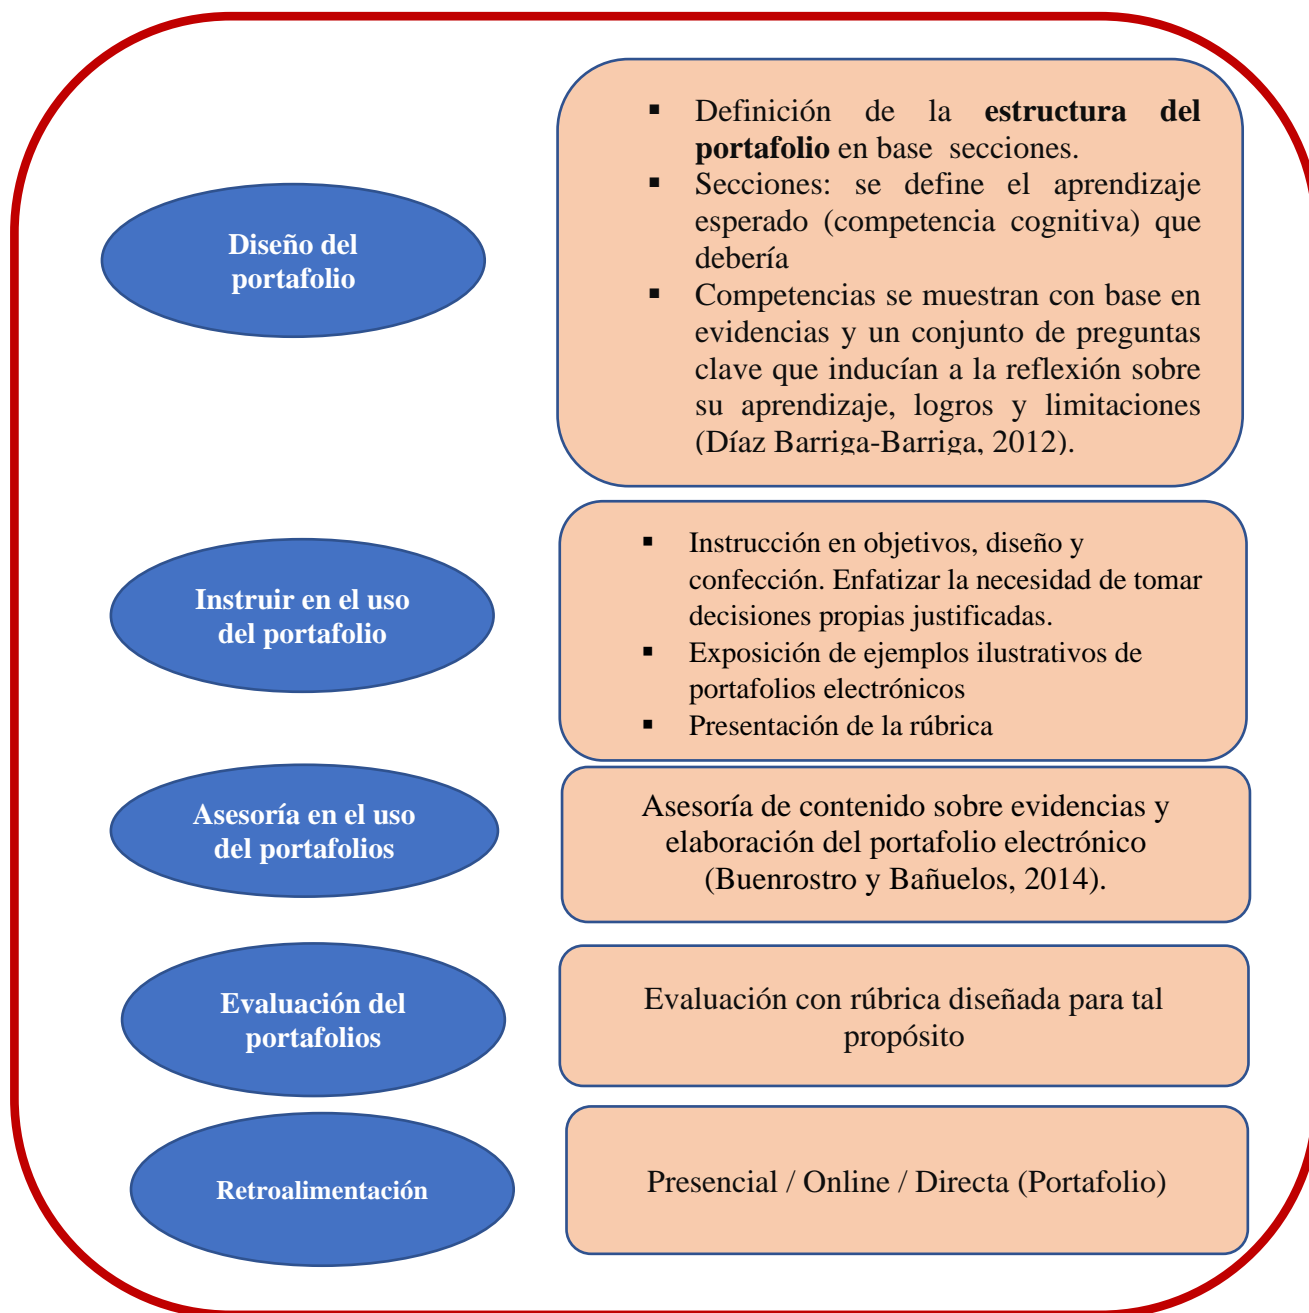 Diseño del
portafolio
▪ Definición de la estructura del
portafolio en base secciones.
▪ Secciones: se define el aprendizaje
esperado (competencia cognitiva) que
debería
▪ Competencias se muestran con base en
evidencias y un conjunto de preguntas
clave que inducían a la reflexión sobre
su aprendizaje, logros y limitaciones
(Díaz Barriga-Barriga, 2012).
Instruir en el uso
del portafolio
▪ Instrucción en objetivos, diseño y
confección. Enfatizar la necesidad de tomar
decisiones propias justificadas.
▪ Exposición de ejemplos ilustrativos de
portafolios electrónicos
▪ Presentación de la rúbrica
Asesoría en el uso
del portafolios
Asesoría de contenido sobre evidencias y
elaboración del portafolio electrónico
(Buenrostro y Bañuelos, 2014).
Evaluación del
portafolios
Evaluación con rúbrica diseñada para tal
propósito
Retroalimentación
Presencial / Online / Directa (Portafolio)